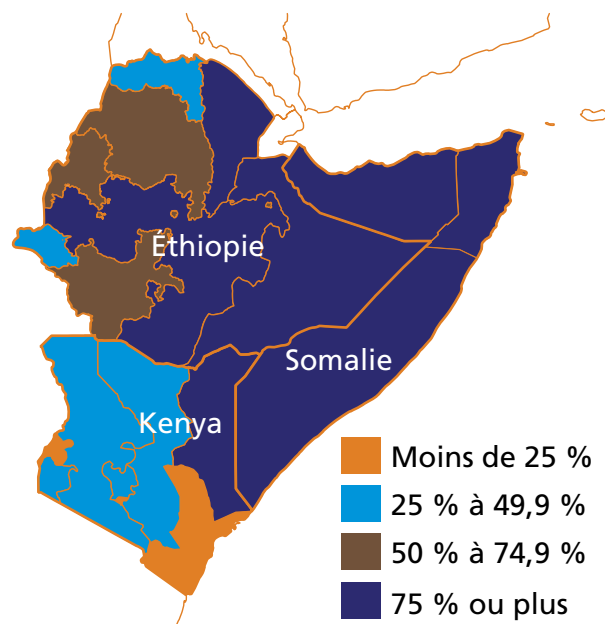 Éthiopie
Somalie
Kenya
Moins de 25 %
25 % à 49,9 %
50 % à 74,9 %
75 % ou plus